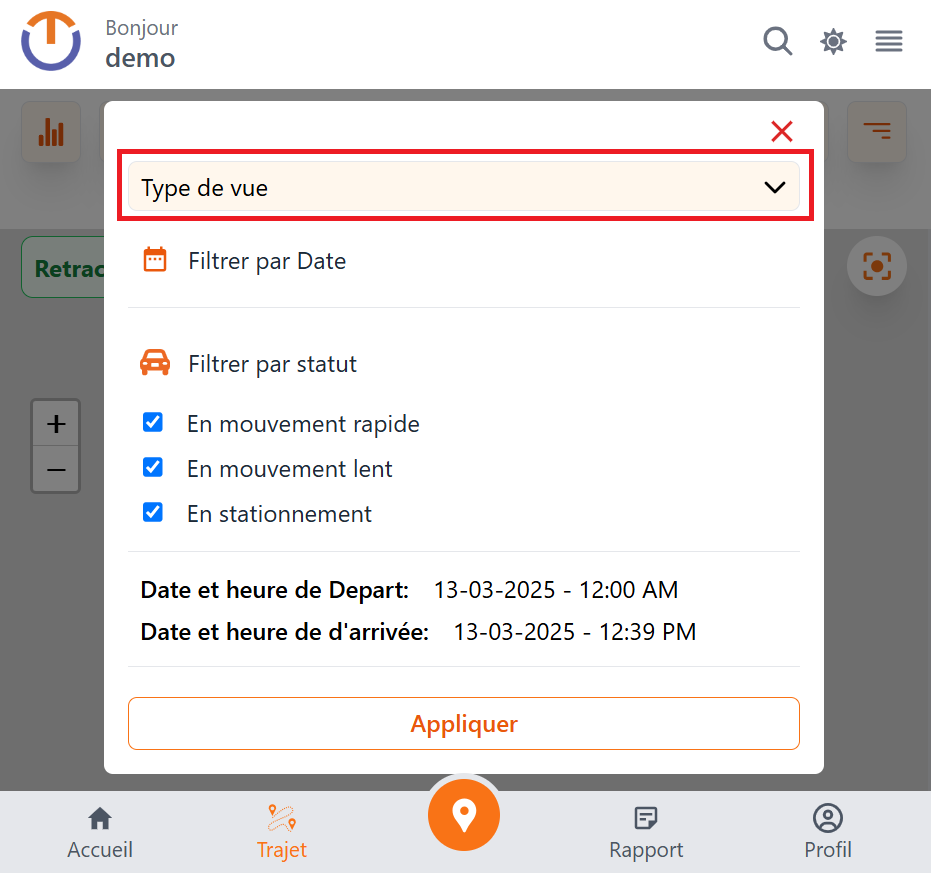 Bonjour
demo
Type de vue
Filtrer par Date
Retrac
Filtrer par statut
+
En mouvement rapide
En mouvement lent
−
En stationnement
Date et heure de Depart: 13-03-2025 - 12:00 AM
Date et heure de d'arrivée: 13-03-2025 - 12:39 PM
Appliquer
Accueil
Trajet
Rapport
Profil